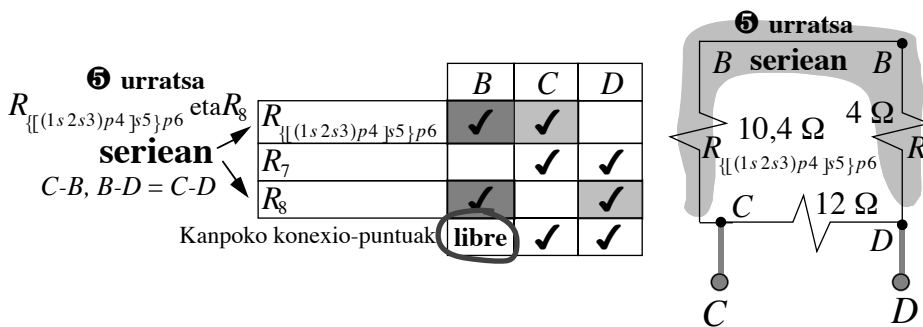 ❺ urratsa
R{[(1s2s3)p4]s5}p6 eta R8
seriean
C-B, B-D = C-D
B C D
R{[(1s2s3)p4]s5}p6 ✓ ✓
R7 ✓ ✓
R8 ✓ ✓
Kanpoko konexio-puntuak libre ✓ ✓
❺ urratsa
B seriean B
10,4 Ω 4 Ω
R{[(1s2s3)p4]s5}p6 R
C 12 Ω
D
C D